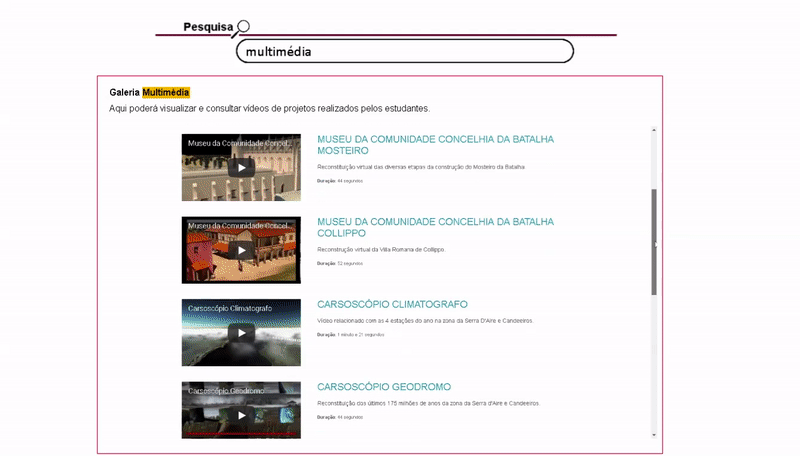 Pesquisa
multimédia
Galeria Multimédia
Aqui poderá visualizar e consultar vídeos de projetos realizados pelos estudantes.
Museu da Comunidade Concel...
MUSEU DA COMUNIDADE CONCELHIA DA BATALHA
MOSTEIRO
Reconstituição virtual das diversas etapas da construção do Mosteiro da Batalha
Duração: 44 segundos
Museu da Comunidade Concel...
MUSEU DA COMUNIDADE CONCELHIA DA BATALHA
COLLIPPO
Reconstrução virtual da Villa Romana de Collippo.
Duração: 52 segundos
Carsoscópio Climatografo
CARSOSCÓPIO CLIMATOGRAFO
Vídeo relacionado com as 4 estações do ano na zona da Serra D'Aire e Candeeiros.
Duração: 1 minuto e 21 segundos
Carsoscópio Geodromo
CARSOSCÓPIO GEODROMO
Reconstituição dos últimos 175 milhões de anos da zona da Serra D'Aire e Candeeiros.
Duração: 44 segundos